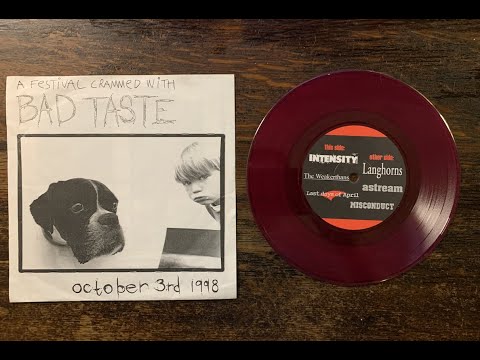 A FESTIVAL CRAMMED WITH
BAD TASTE
october 3rd 1998
this side:
INTENSITY
The Weakerthans
Last days of April
other side:
Langhorns
astream
MISCONDUCT